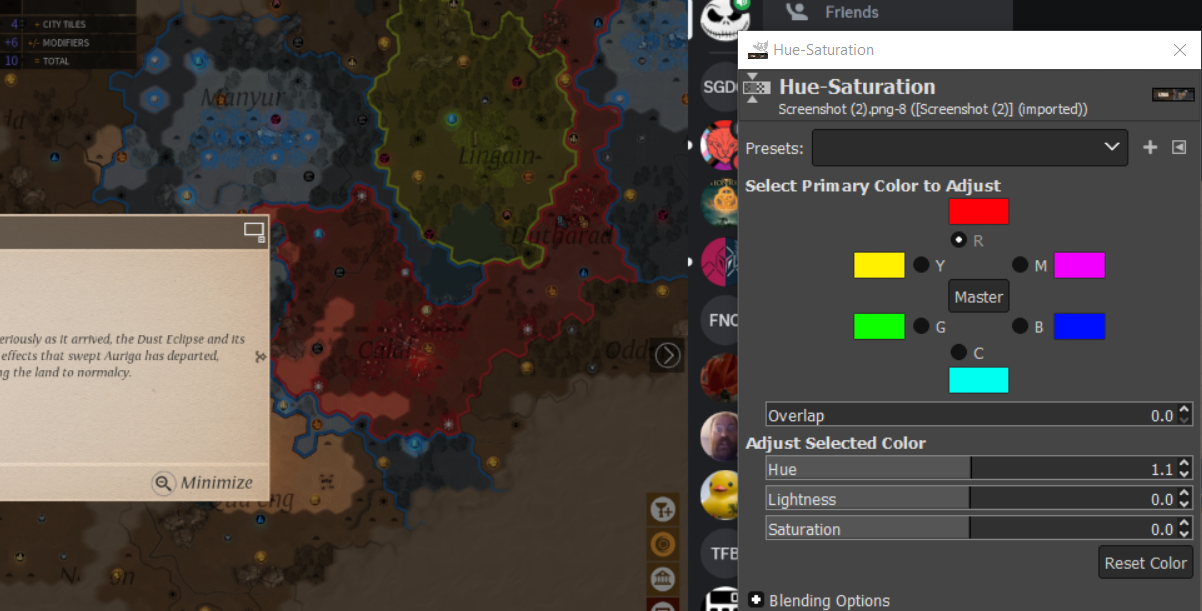 4 + CITY TILES
+6 +/- MODIFIERS
10 = TOTAL
Manyur
Lingain
Dutharad
eriously as it arrived, the Dust Eclipse and its
effects that swept Auriga has departed,
ng the land to normalcy.
Minimize
Friends
SGD
FNC
TFB
Hue-Saturation
Hue-Saturation
Screenshot (2).png-8 ([Screenshot (2)] (imported))
Presets:
Select Primary Color to Adjust
R
Y
M
Master
G
B
C
Overlap 0.0
Adjust Selected Color
Hue 1.1
Lightness 0.0
Saturation 0.0
Reset Color
Blending Options